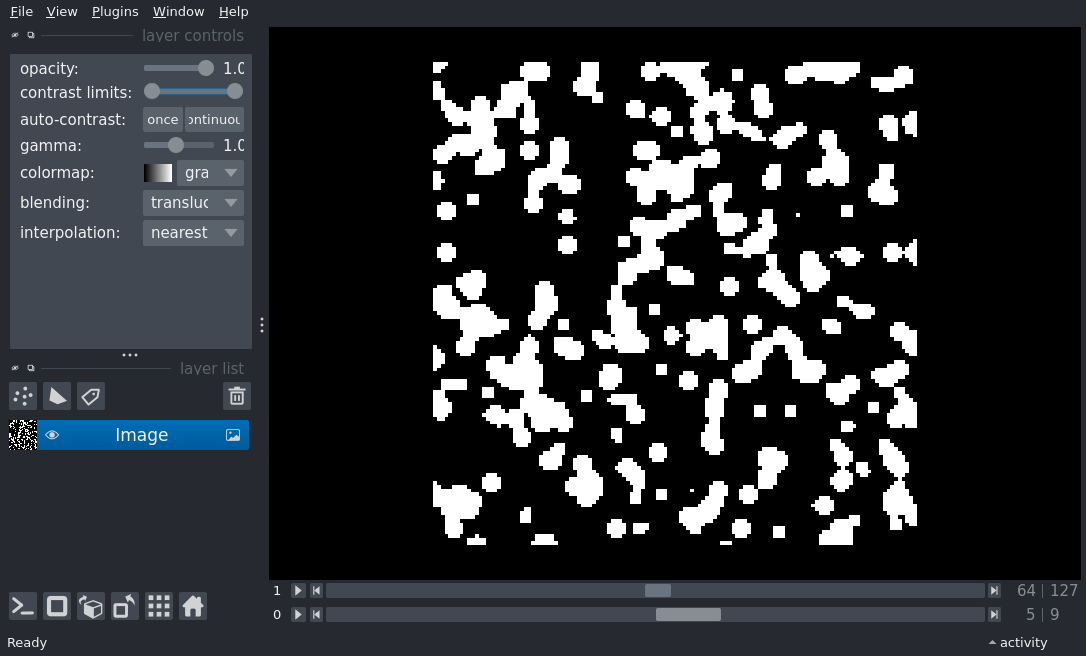 File View Plugins Window Help
layer controls
opacity: 1.0
contrast limits:
auto-contrast: once ontinuou
gamma: 1.0
colormap: gra
blending: transluc
interpolation: nearest
layer list
Image
1 64 | 127
0 5 | 9
Ready activity